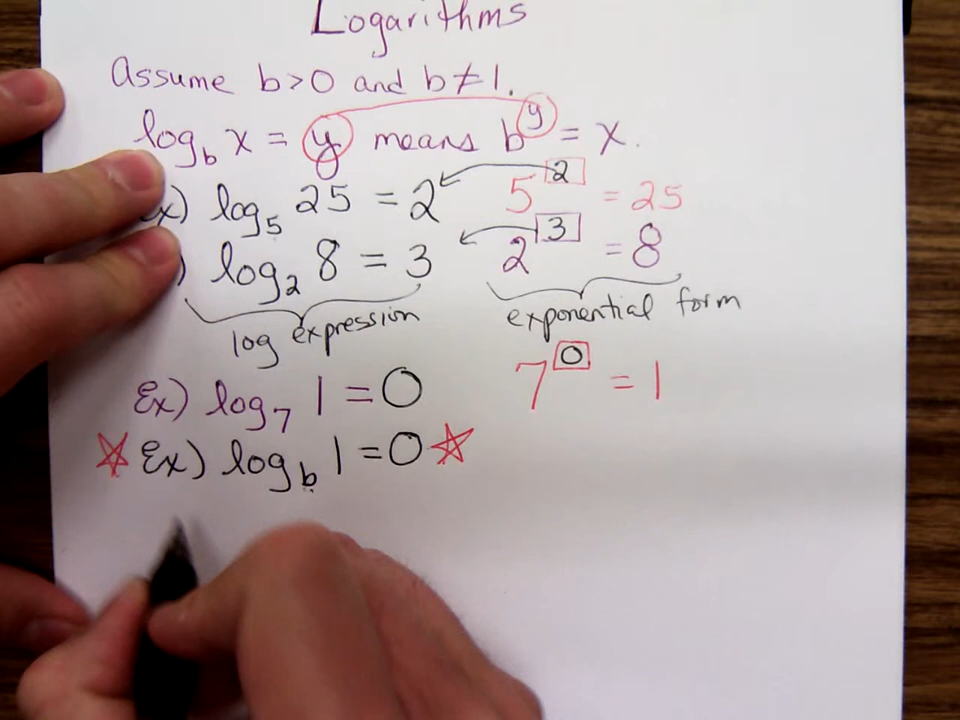 Logarithms
Assume b>0 and b≠1.
log_b x = y means b^y = x.
Ex) log_5 25 = 2 5^2 = 25
) log_2 8 = 3 2^3 = 8
log expression exponential form
Ex) log_7 1 = 0 7^0 = 1
☆ Ex) log_b 1 = 0 ☆